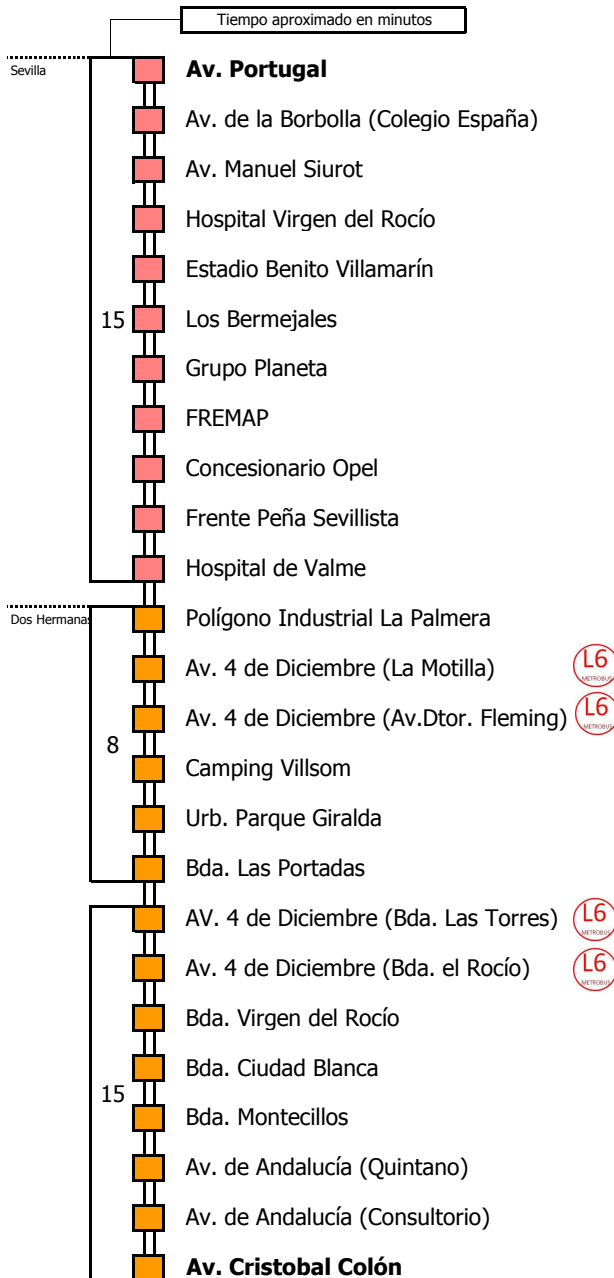 Tiempo aproximado en minutos
Sevilla
Av. Portugal
Av. de la Borbolla (Colegio España)
Av. Manuel Siurot
Hospital Virgen del Rocío
Estadio Benito Villamarín
15
Los Bermejales
Grupo Planeta
FREMAP
Concesionario Opel
Frente Peña Sevillista
Hospital de Valme
Dos Hermanas
Polígono Industrial La Palmera
Av. 4 de Diciembre (La Motilla)
L6
METROBUS
Av. 4 de Diciembre (Av.Dtor. Fleming)
L6
METROBUS
8
Camping Villsom
Urb. Parque Giralda
Bda. Las Portadas
AV. 4 de Diciembre (Bda. Las Torres)
L6
METROBUS
Av. 4 de Diciembre (Bda. el Rocío)
L6
METROBUS
Bda. Virgen del Rocío
Bda. Ciudad Blanca
15
Bda. Montecillos
Av. de Andalucía (Quintano)
Av. de Andalucía (Consultorio)
Av. Cristobal Colón